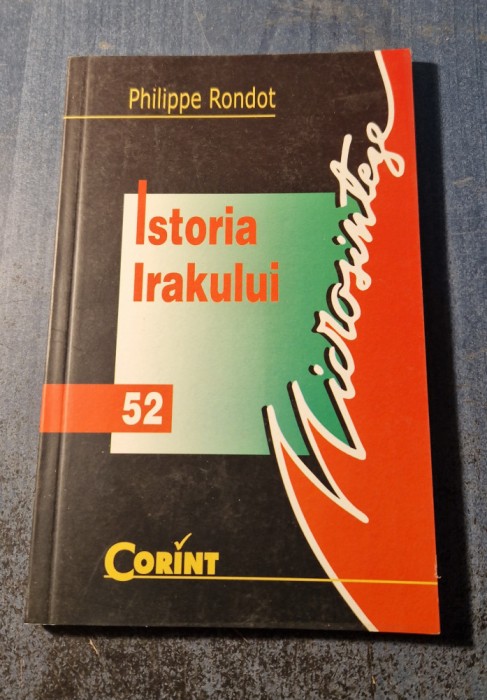 Philippe Rondot
Istoria
Irakului
Microsinteze
52
CORINT